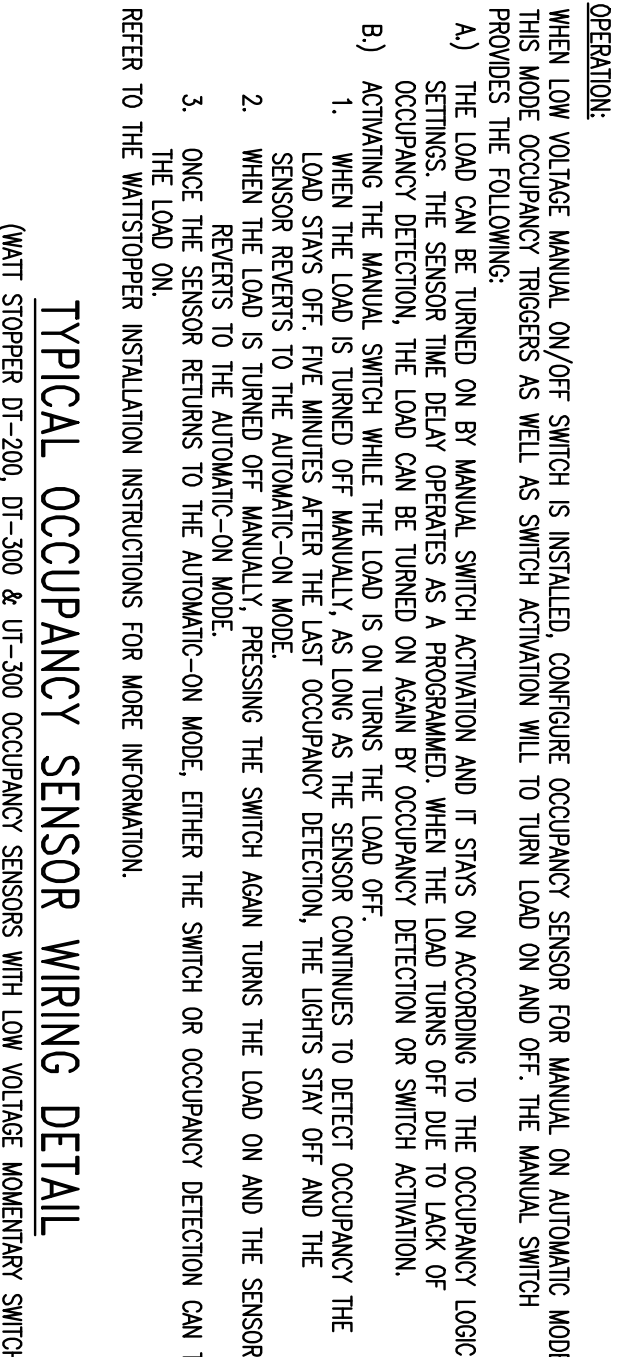 OPERATION:
WHEN LOW VOLTAGE MANUAL ON/OFF SWITCH IS INSTALLED, CONFIGURE OCCUPANCY SENSOR FOR MANUAL ON AUTOMATIC MODE
THIS MODE OCCUPANCY TRIGGERS AS WELL AS SWITCH ACTIVATION WILL TO TURN LOAD ON AND OFF. THE MANUAL SWITCH
PROVIDES THE FOLLOWING:
A.) THE LOAD CAN BE TURNED ON BY MANUAL SWITCH ACTIVATION AND IT STAYS ON ACCORDING TO THE OCCUPANCY LOGIC
SETTINGS. THE SENSOR TIME DELAY OPERATES AS A PROGRAMMED. WHEN THE LOAD TURNS OFF DUE TO LACK OF
OCCUPANCY DETECTION, THE LOAD CAN BE TURNED ON AGAIN BY OCCUPANCY DETECTION OR SWITCH ACTIVATION.
B.) ACTIVATING THE MANUAL SWITCH WHILE THE LOAD IS ON TURNS THE LOAD OFF.
1. WHEN THE LOAD IS TURNED OFF MANUALLY, AS LONG AS THE SENSOR CONTINUES TO DETECT OCCUPANCY THE
LOAD STAYS OFF. FIVE MINUTES AFTER THE LAST OCCUPANCY DETECTION, THE LIGHTS STAY OFF AND THE
SENSOR REVERTS TO THE AUTOMATIC-ON MODE.
2. WHEN THE LOAD IS TURNED OFF MANUALLY, PRESSING THE SWITCH AGAIN TURNS THE LOAD ON AND THE SENSOR
REVERTS TO THE AUTOMATIC-ON MODE.
3. ONCE THE SENSOR RETURNS TO THE AUTOMATIC-ON MODE, EITHER THE SWITCH OR OCCUPANCY DETECTION CAN
THE LOAD ON.
REFER TO THE WATTSTOPPER INSTALLATION INSTRUCTIONS FOR MORE INFORMATION.
TYPICAL OCCUPANCY SENSOR WIRING DETAIL
(WATT STOPPER DT-200, DT-300 & UT-300 OCCUPANCY SENSORS WITH LOW VOLTAGE MOMENTARY SWITCH